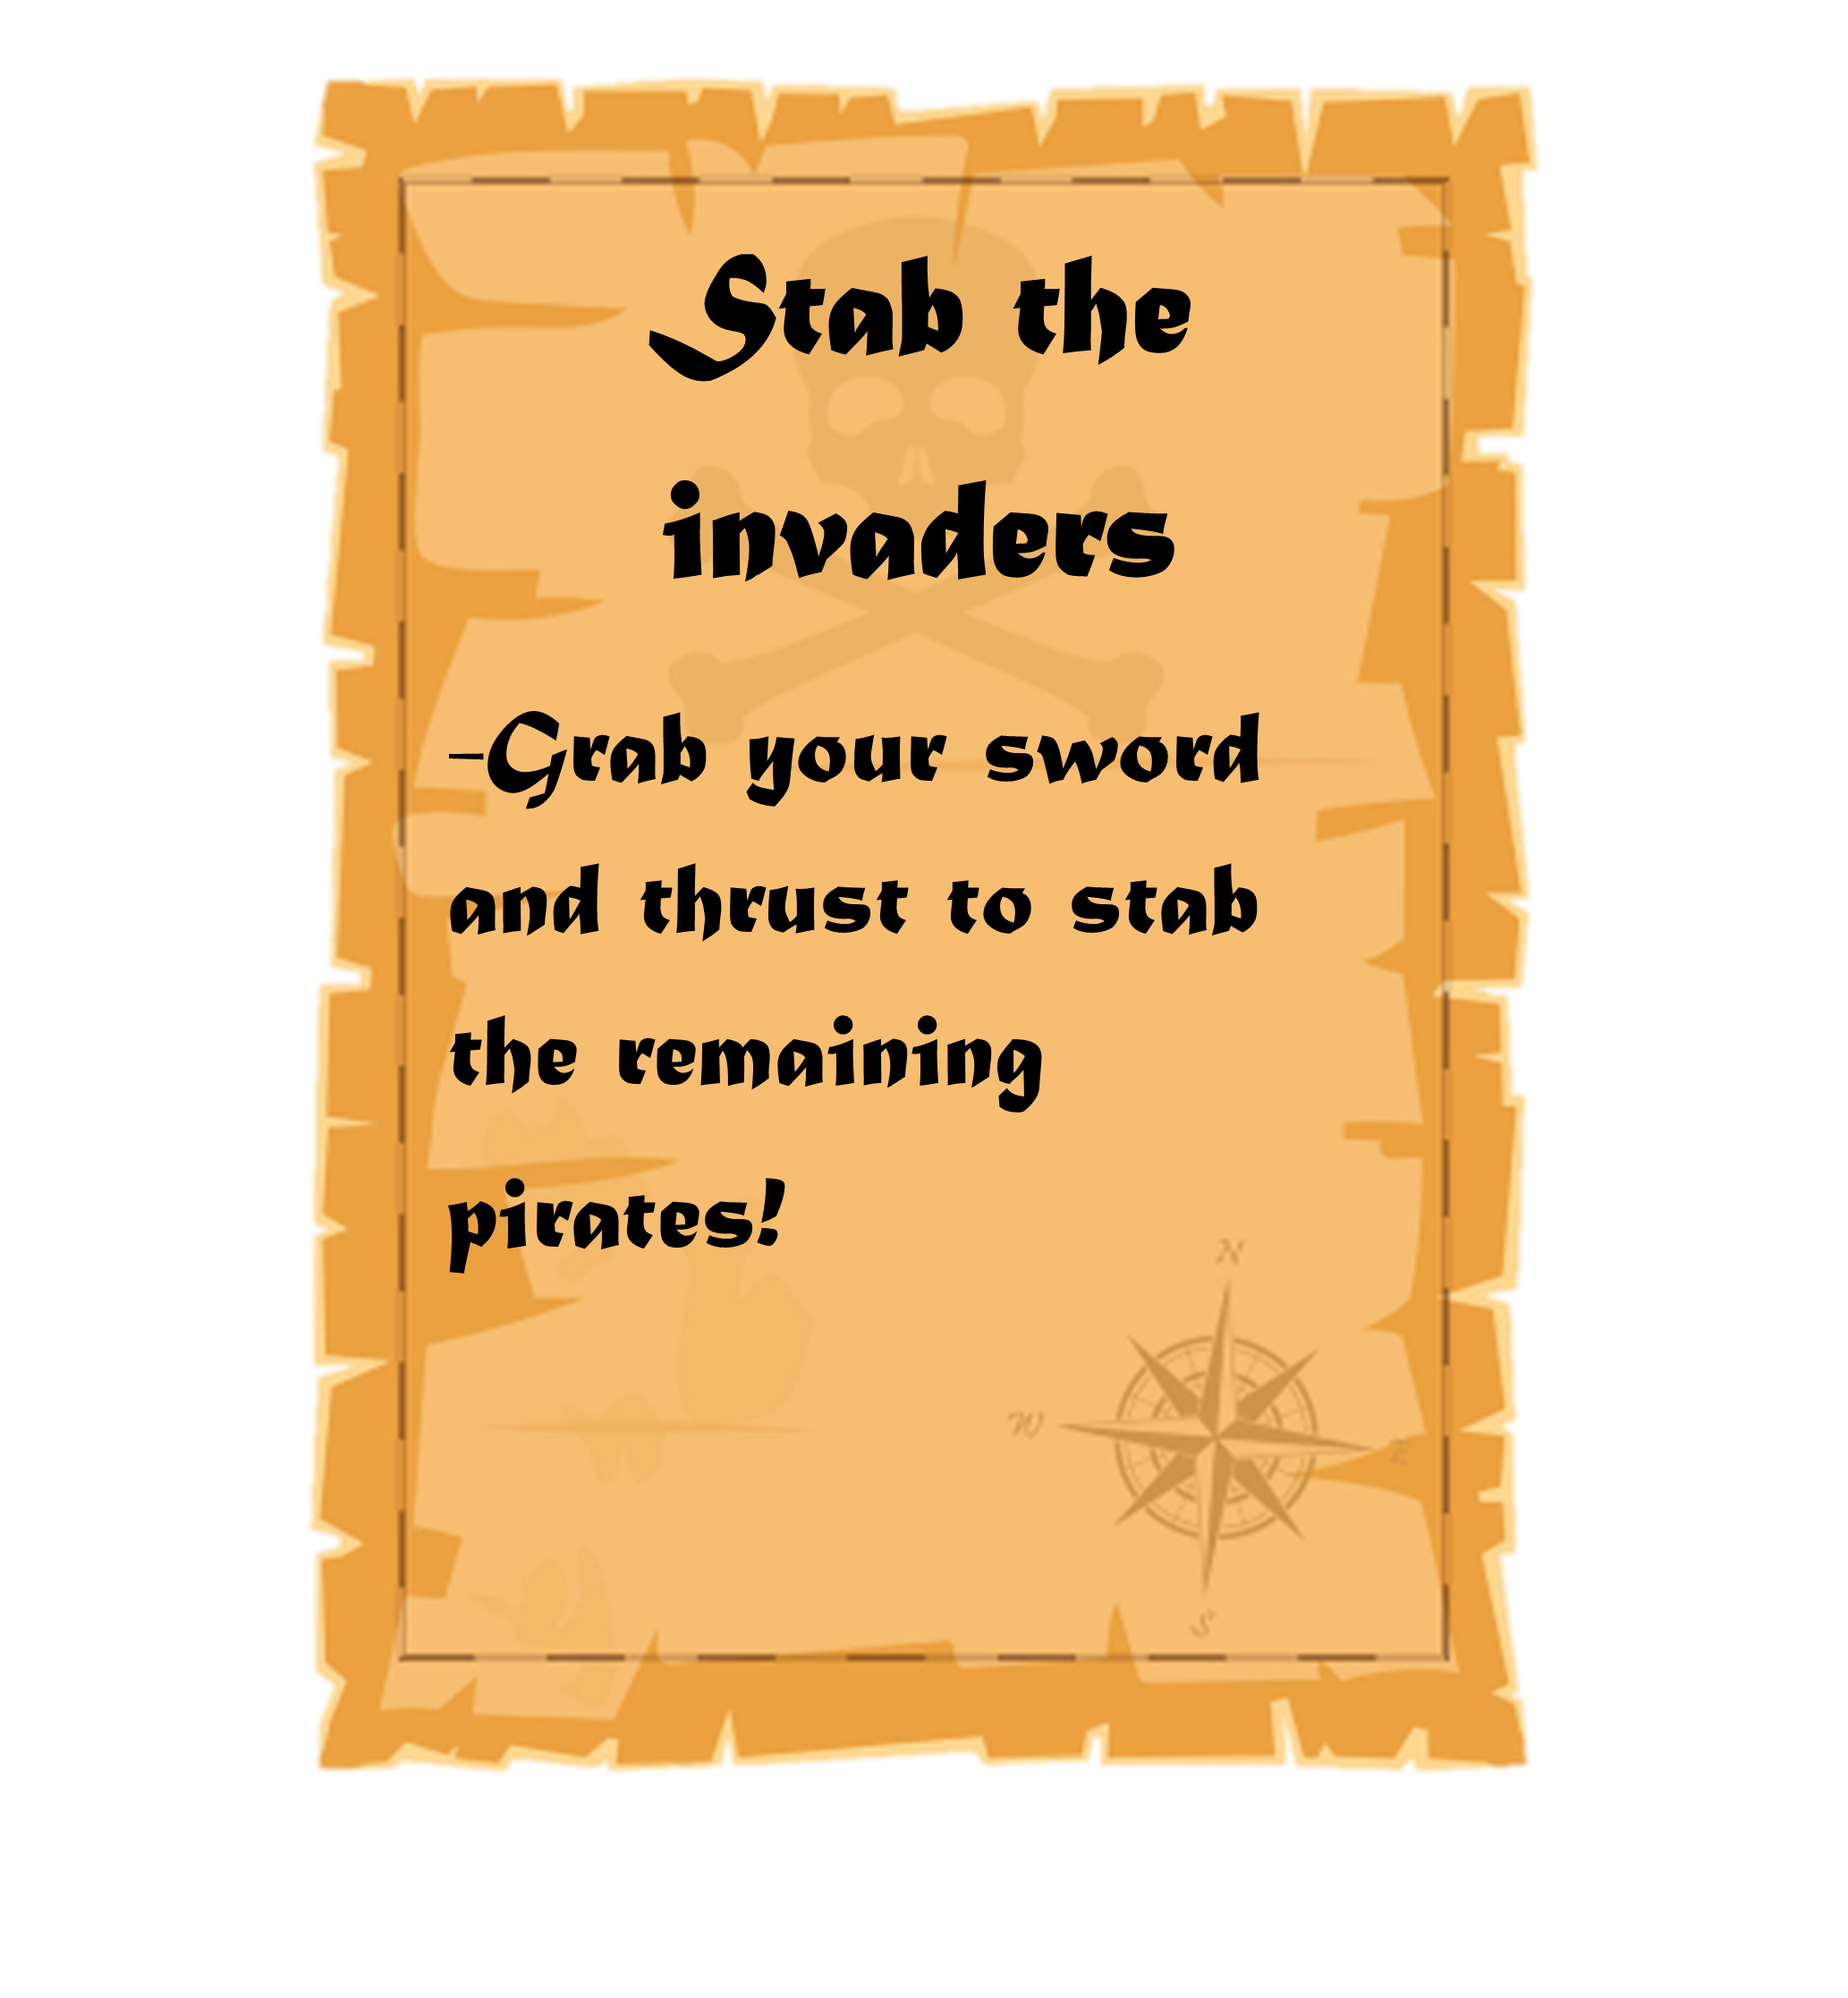 Stab the
invaders
-Grab your sword
and thrust to stab
the remaining
pirates!
N
W
E
S